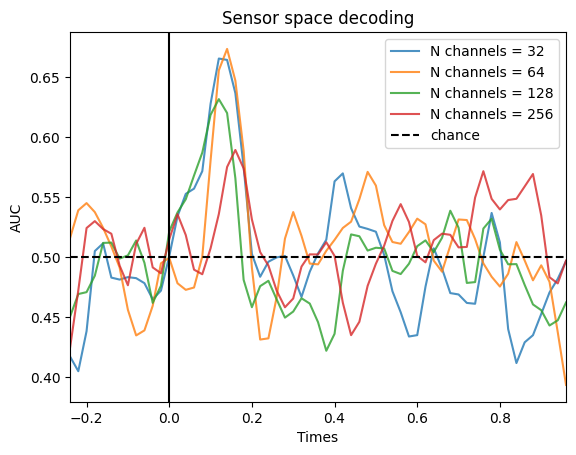 Sensor space decoding
N channels = 32
N channels = 64
N channels = 128
N channels = 256
chance
AUC
0.65
0.60
0.55
0.50
0.45
0.40
−0.2 0.0 0.2 0.4 0.6 0.8
Times